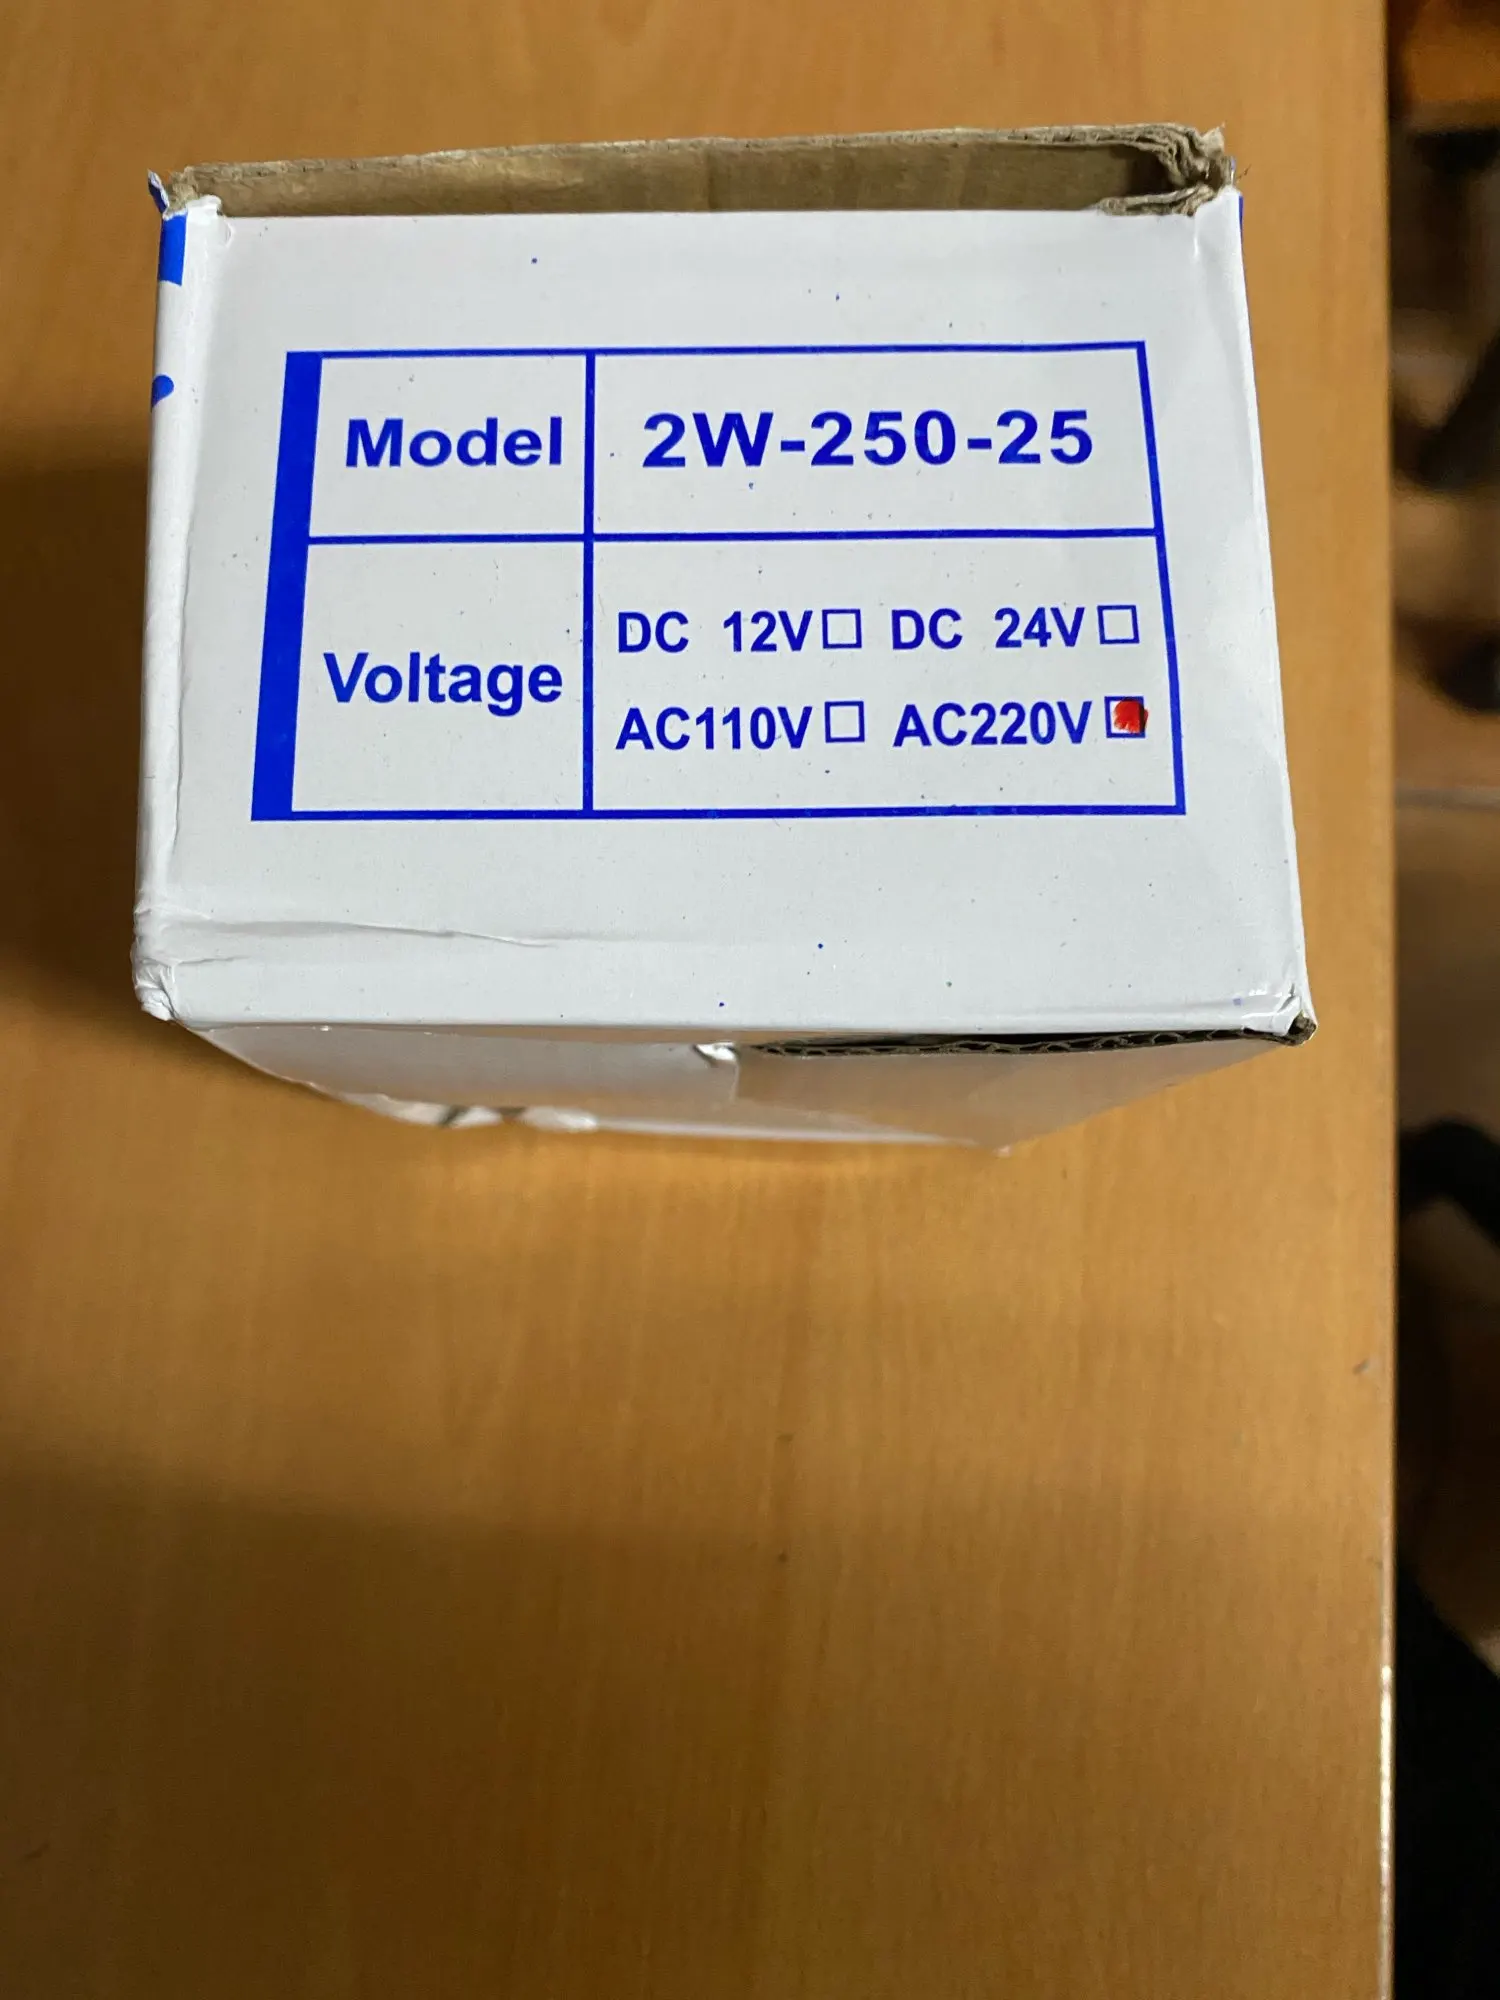 Model 2W-250-25
Voltage
DC 12V☐ DC 24V☐
AC110V☐ AC220V☑